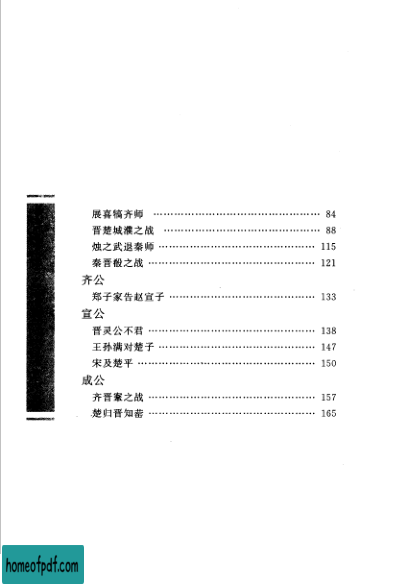 展喜犒齐师 …………………………………………… 84
晋楚城濮之战 ………………………………………… 88
烛之武退秦师 ……………………………………… 115
秦晋殽之战 ………………………………………… 121
齐公
郑子家告赵宣子 …………………………………… 133
宣公
晋灵公不君 ………………………………………… 138
王孙满对楚子 ……………………………………… 147
宋及楚平 …………………………………………… 150
成公
齐晋鞌之战 ………………………………………… 157
楚归晋知罃 ………………………………………… 165
homeofpdf.com